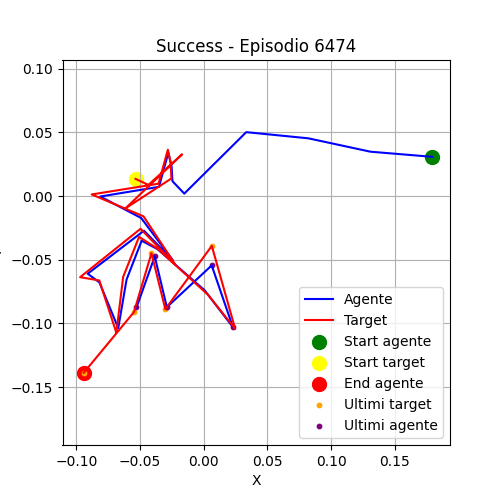 Success - Episodio 6474
0.10
0.05
0.00
−0.05
−0.10
−0.15
−0.10
−0.05
0.00
0.05
0.10
0.15
X
Agente
Target
Start agente
Start target
End agente
Ultimi target
Ultimi agente